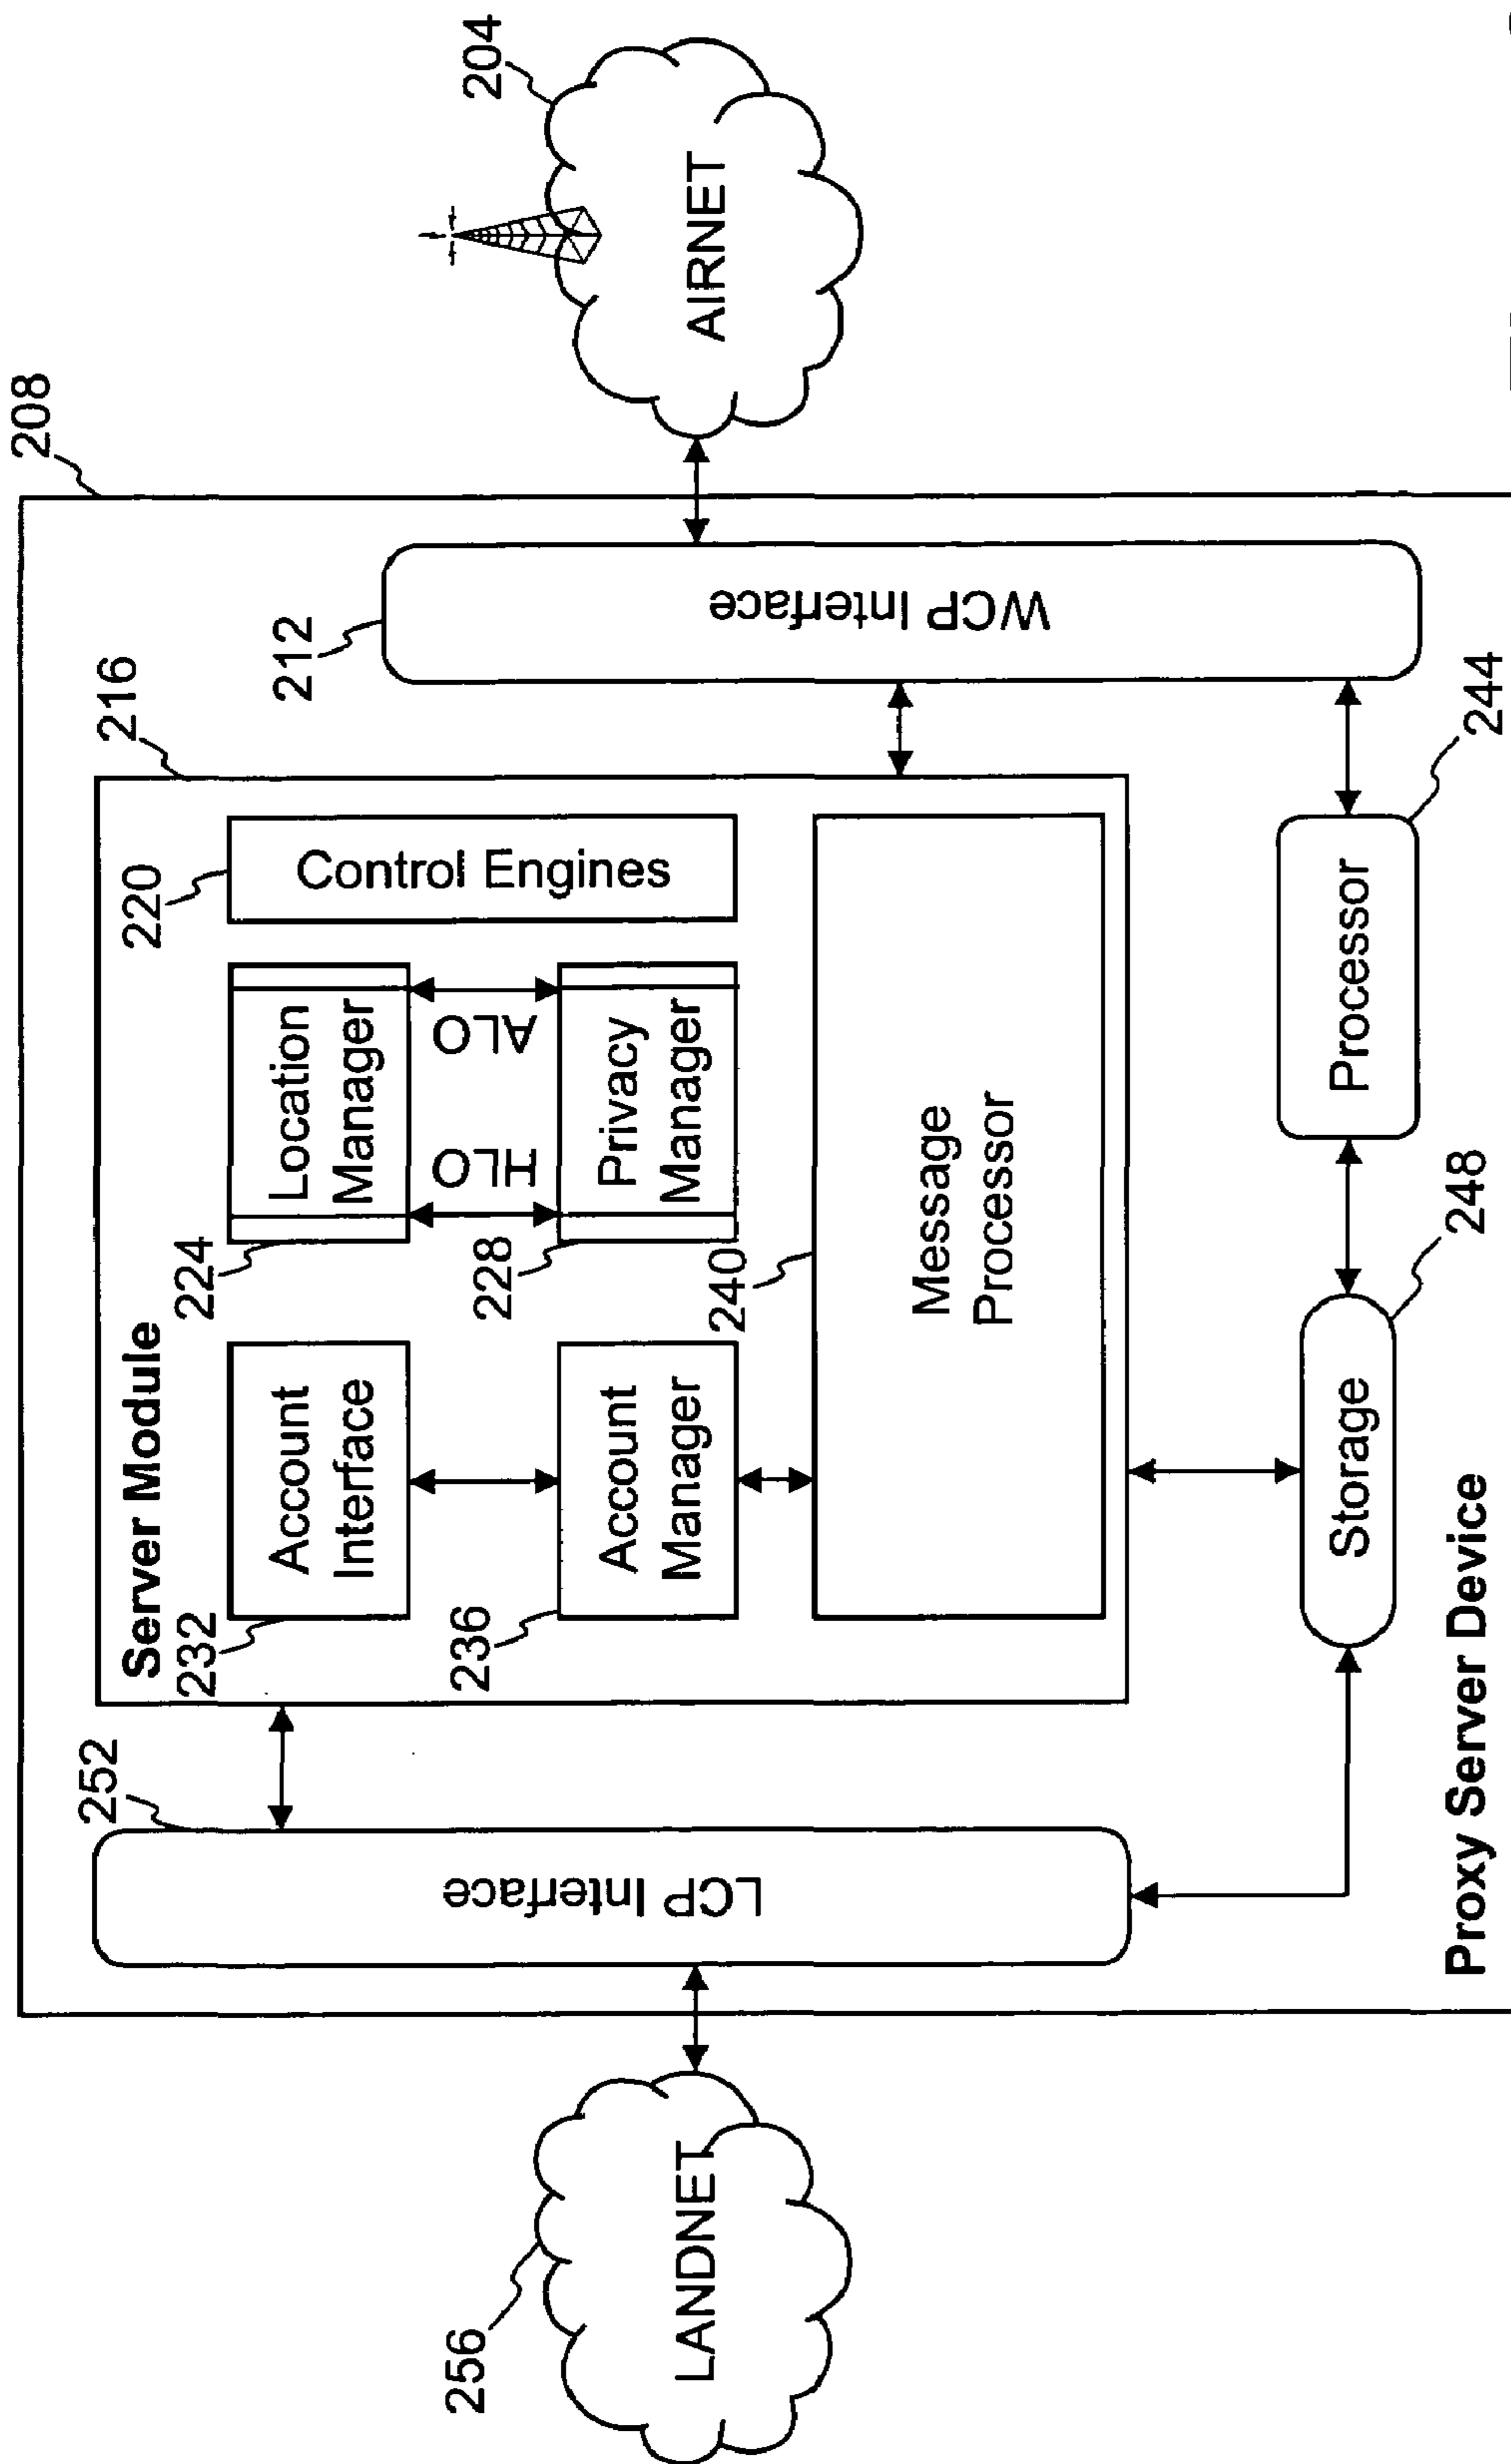 208
252
216
Server Module
232
Account
Interface
224
Location
Manager
220
Control Engines
212
WCP Interface
HLO
ALO
236
Account
Manager
228
Privacy
Manager
240
Message
Processor
LCP Interface
256
LANDNET
204
AIRNET
Storage
248
Processor
244
Proxy Server Device